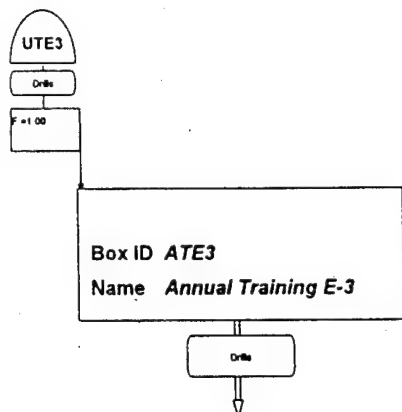 UTE3
Drills
F =1.00
Box ID ATE3
Name Annual Training E-3
Drills